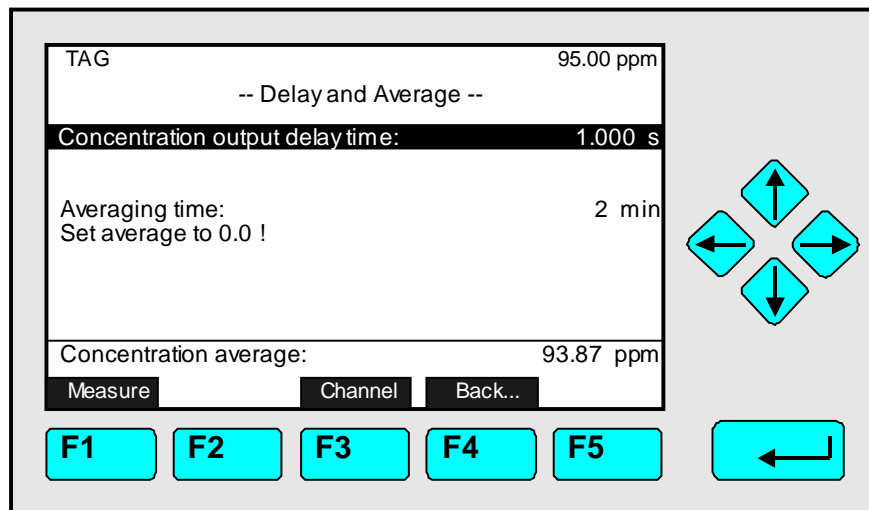 TAG 95.00 ppm
-- Delay and Average --
Concentration output delay time: 1.000 s
Averaging time: 2 min
Set average to 0.0 !
Concentration average: 93.87 ppm
Measure Channel Back...
F1 F2 F3 F4 F5